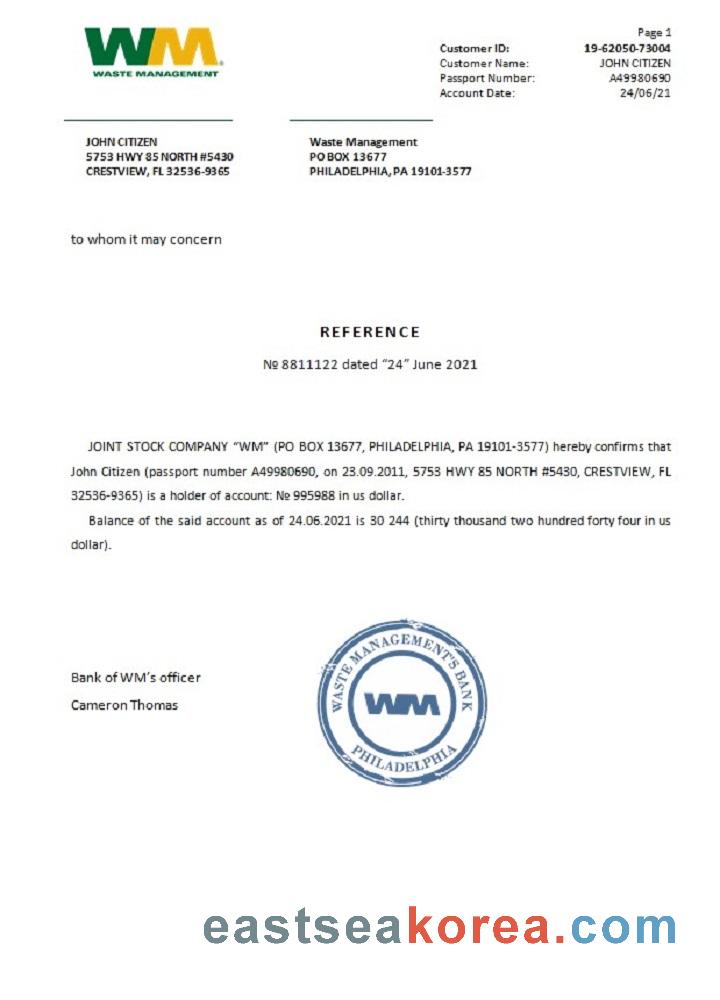 WM
WASTE MANAGEMENT
Page 1
Customer ID: 19-62050-73004
Customer Name: JOHN CITIZEN
Passport Number: A49980690
Account Date: 24/06/21
JOHN CITIZEN
5753 HWY 85 NORTH #5430
CRESTVIEW, FL 32536-9365
Waste Management
PO BOX 13677
PHILADELPHIA, PA 19101-3577
to whom it may concern
REFERENCE
№ 8811122 dated “24” June 2021
JOINT STOCK COMPANY “WM” (PO BOX 13677, PHILADELPHIA, PA 19101-3577) hereby confirms that
John Citizen (passport number A49980690, on 23.09.2011, 5753 HWY 85 NORTH #5430, CRESTVIEW, FL
32536-9365) is a holder of account: № 995988 in us dollar.
Balance of the said account as of 24.06.2021 is 30 244 (thirty thousand two hundred forty four in us
dollar).
Bank of WM’s officer
Cameron Thomas
WASTE MANAGEMENT'S BANK
WM
PHILADELPHIA
eastseakorea.com